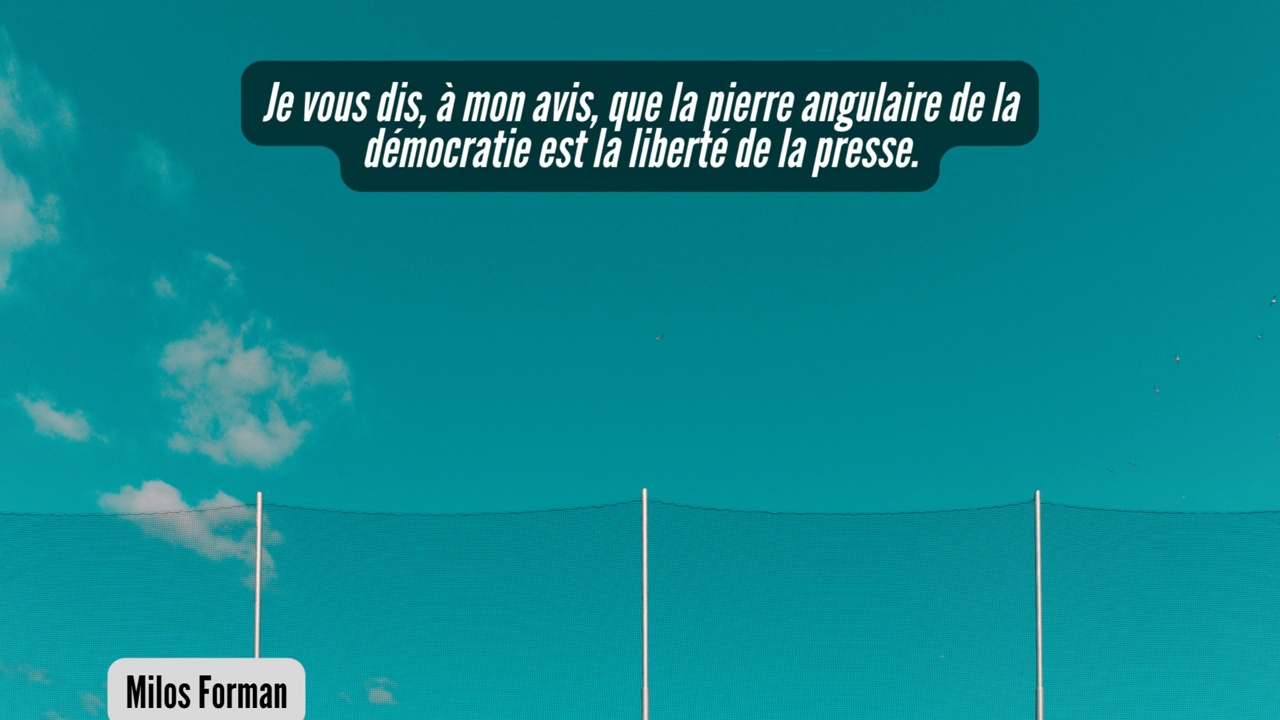 Je vous dis, à mon avis, que la pierre angulaire de la
démocratie est la liberté de la presse.
Milos Forman